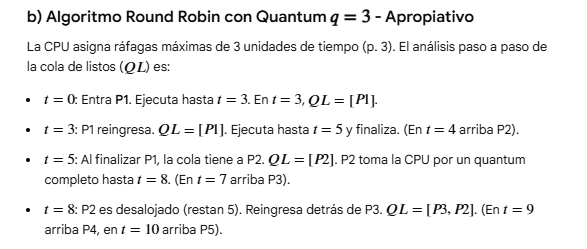 b) Algoritmo Round Robin con Quantum q = 3 - Apropiativo
La CPU asigna ráfagas máximas de 3 unidades de tiempo (p. 3). El análisis paso a paso de
la cola de listos (QL) es:
• t = 0: Entra P1. Ejecuta hasta t = 3. En t = 3, QL = [P1].
• t = 3: P1 reingresa. QL = [P1]. Ejecuta hasta t = 5 y finaliza. (En t = 4 arriba P2).
• t = 5: Al finalizar P1, la cola tiene a P2. QL = [P2]. P2 toma la CPU por un quantum
completo hasta t = 8. (En t = 7 arriba P3).
• t = 8: P2 es desalojado (restan 5). Reingresa detrás de P3. QL = [P3, P2]. (En t = 9
arriba P4, en t = 10 arriba P5).